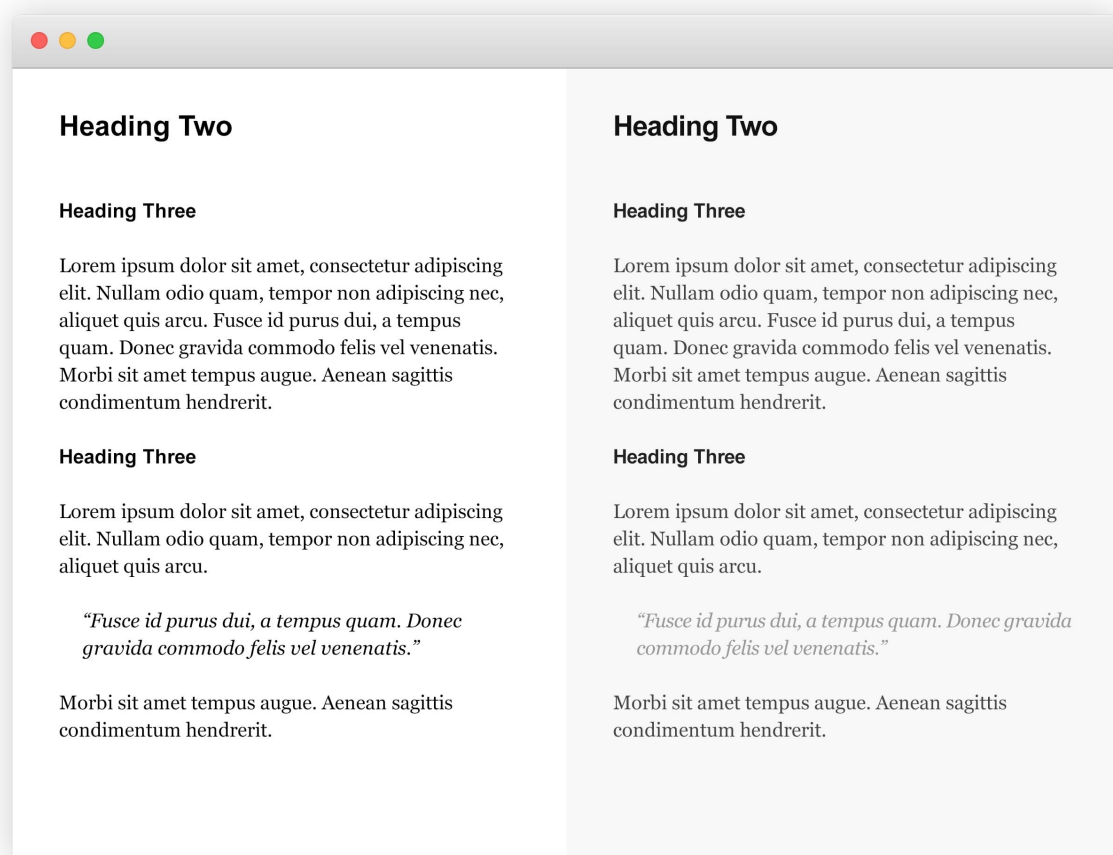 Heading Two
Heading Three
Lorem ipsum dolor sit amet, consectetur adipiscing
elit. Nullam odio quam, tempor non adipiscing nec,
aliquet quis arcu. Fusce id purus dui, a tempus
quam. Donec gravida commodo felis vel venenatis.
Morbi sit amet tempus augue. Aenean sagittis
condimentum hendrerit.
Heading Three
Lorem ipsum dolor sit amet, consectetur adipiscing
elit. Nullam odio quam, tempor non adipiscing nec,
aliquet quis arcu.
“Fusce id purus dui, a tempus quam. Donec
gravida commodo felis vel venenatis.”
Morbi sit amet tempus augue. Aenean sagittis
condimentum hendrerit.
Heading Two
Heading Three
Lorem ipsum dolor sit amet, consectetur adipiscing
elit. Nullam odio quam, tempor non adipiscing nec,
aliquet quis arcu. Fusce id purus dui, a tempus
quam. Donec gravida commodo felis vel venenatis.
Morbi sit amet tempus augue. Aenean sagittis
condimentum hendrerit.
Heading Three
Lorem ipsum dolor sit amet, consectetur adipiscing
elit. Nullam odio quam, tempor non adipiscing nec,
aliquet quis arcu.
“Fusce id purus dui, a tempus quam. Donec gravida
commodo felis vel venenatis.”
Morbi sit amet tempus augue. Aenean sagittis
condimentum hendrerit.